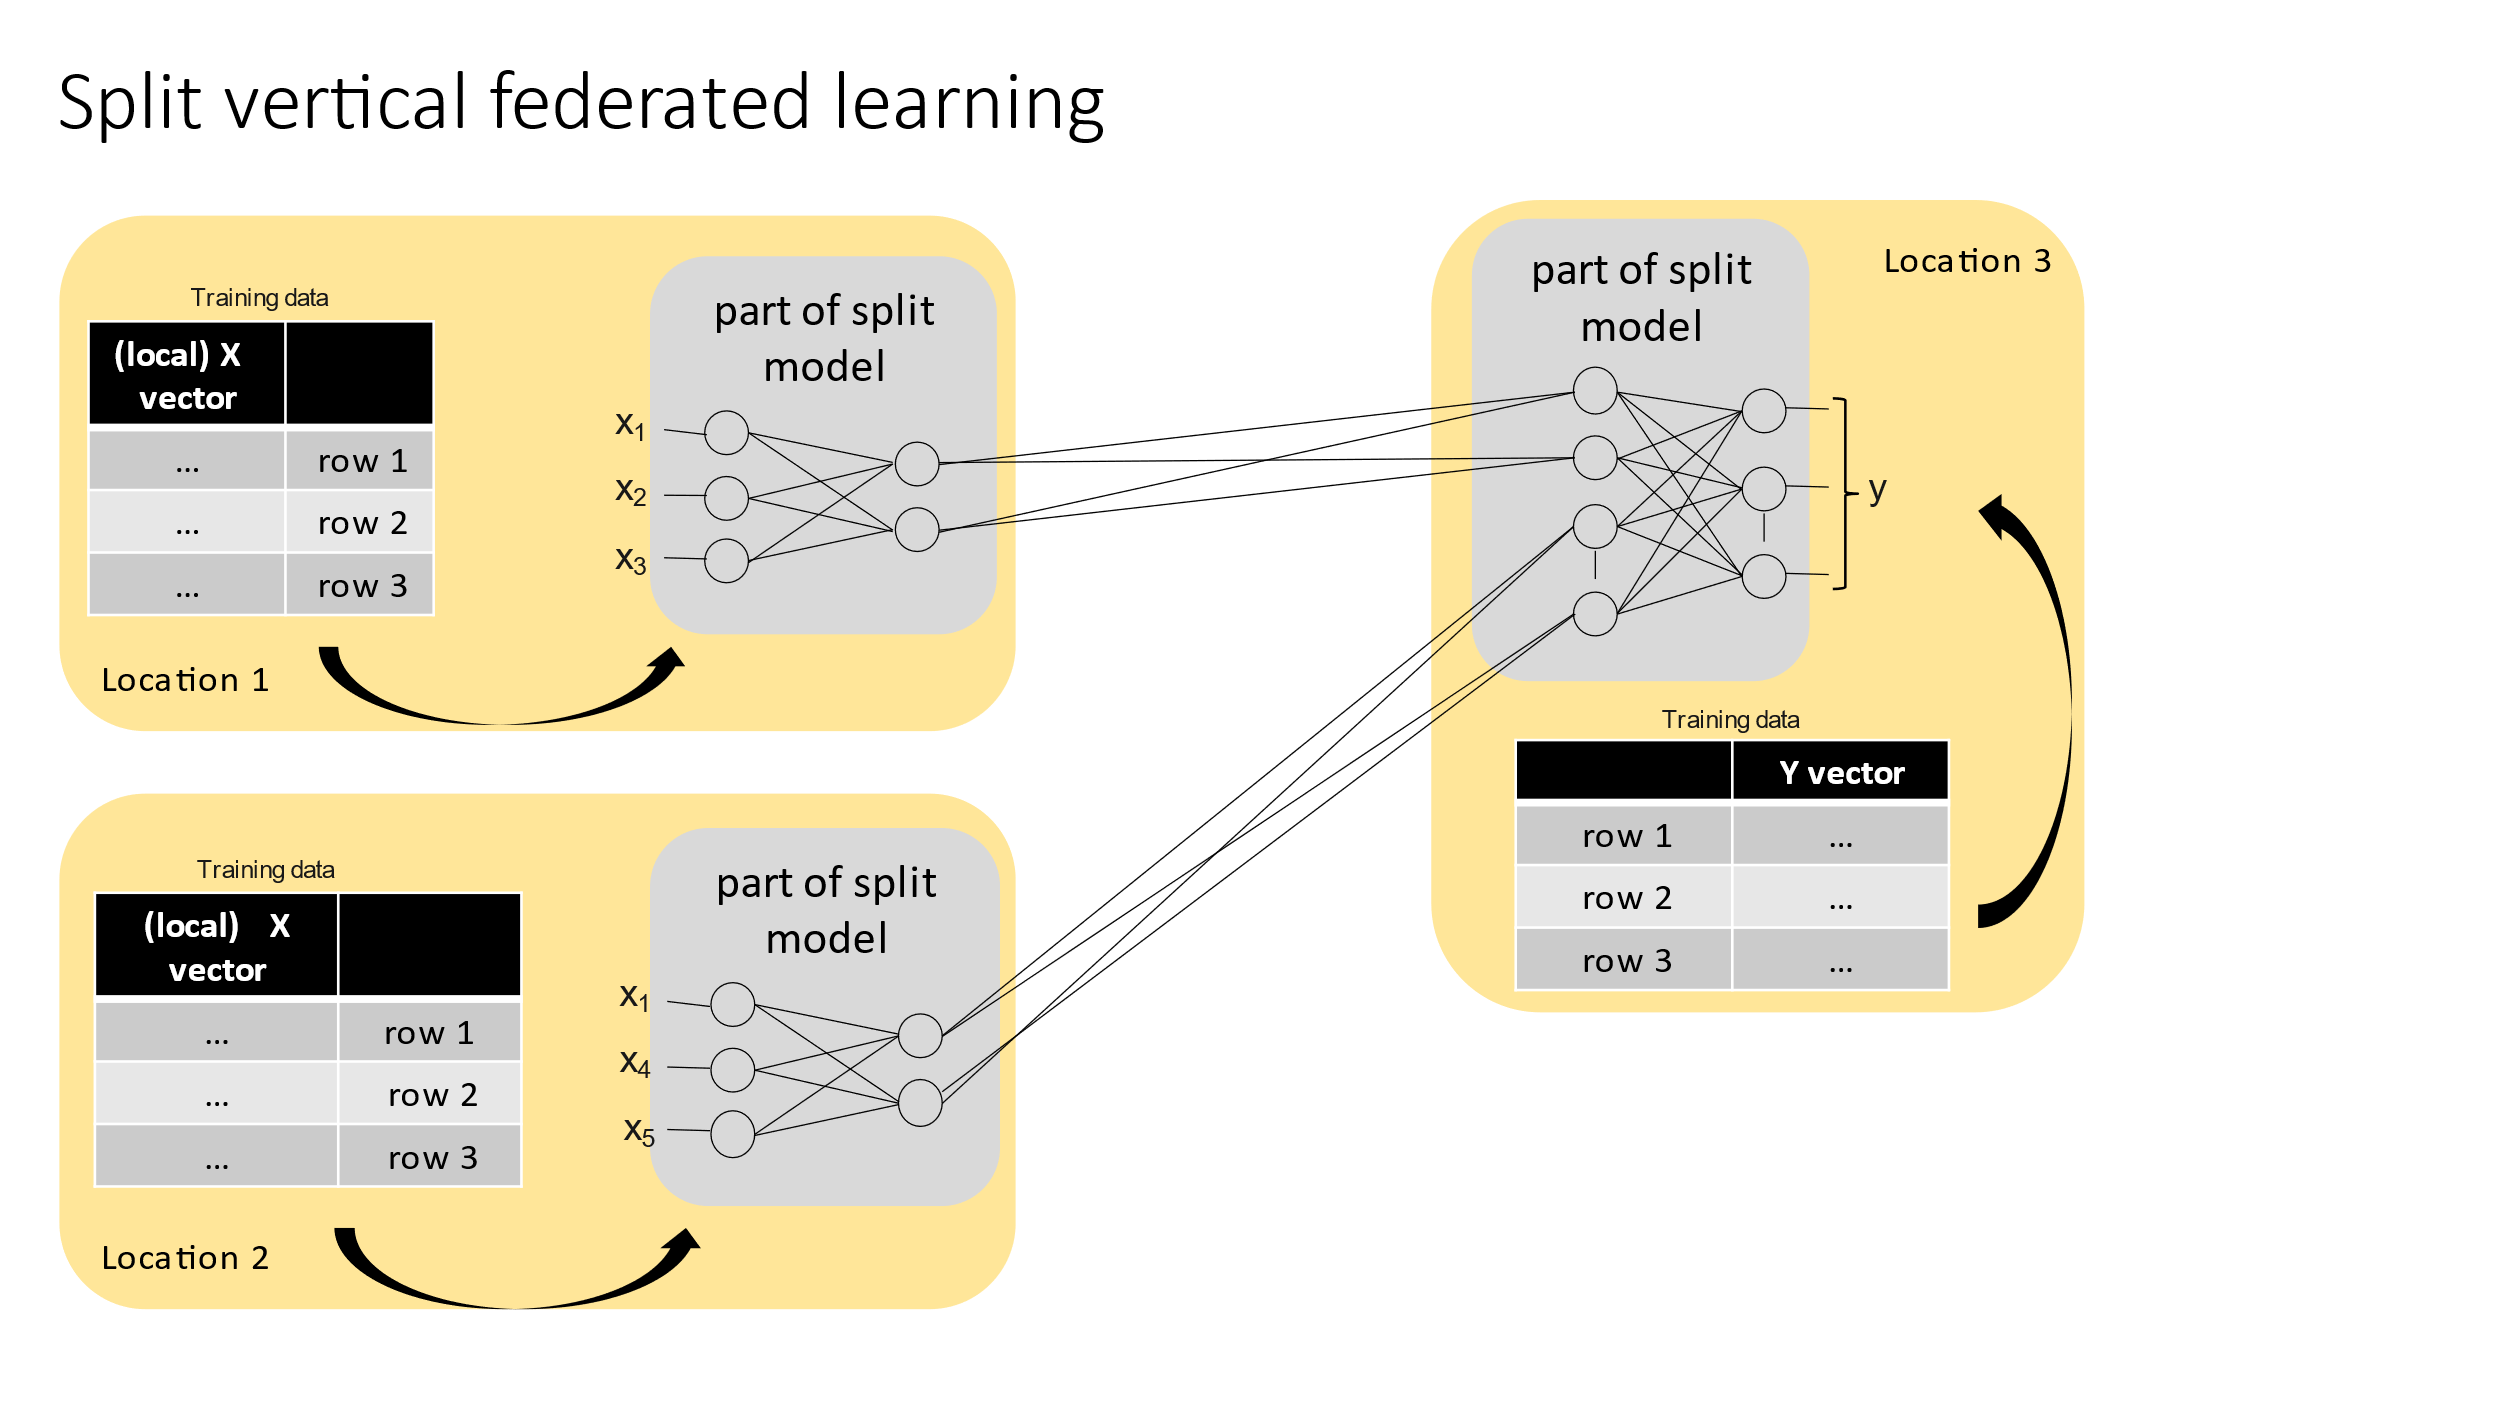 Split vertical federated learning
Training data
(local) X
vector
... row 1
... row 2
... row 3
Location 1
part of split
model
x1
x2
x3
Training data
(local) X
vector
... row 1
... row 2
... row 3
Location 2
part of split
model
x1
x4
x5
part of split
model
Location 3
y
Training data
Y vector
row 1 ...
row 2 ...
row 3 ...